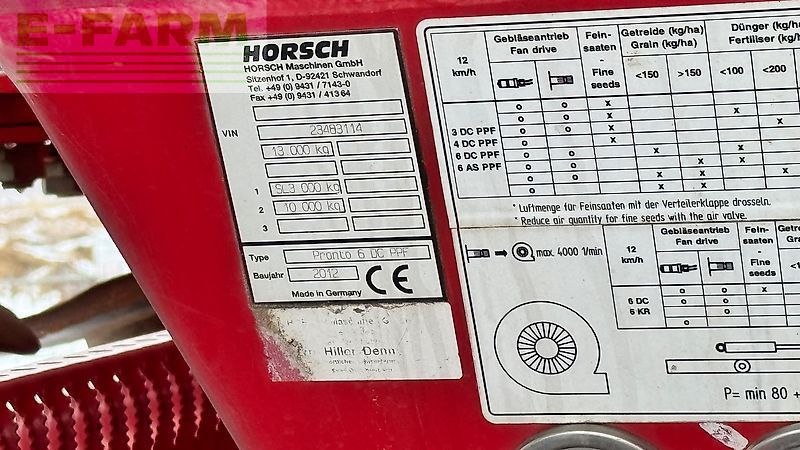 E-FARM
HORSCH
HORSCH Maschinen GmbH
Sitzenhof 1, D-92421 Schwandorf
Tel. +49 (0) 9431 / 7143-0
Fax +49 (0) 9431 / 41364
VIN 23483114
13 000 kg
1 SL3 000 kg
2 10 000 kg
3
Type Pronto 6 DC PPF
Baujahr 2012 CE
Made in Germany
Hiller Denn
12 km/h
Gebläseantrieb
Fan drive
Fein-
saaten
-
Fine
seeds
Getreide (kg/ha)
Grain (kg/ha)
Dünger (kg/ha)
Fertiliser (kg/ha)
<150 >150 <100 <200
3 DC PPF
4 DC PPF
6 DC PPF
6 AS PPF
* Luftmenge für Feinsaaten mit der Verteilerklappe drosseln.
* Reduce air quantity for fine seeds with the air valve.
max. 4000 1/min
12
km/h
Gebläseantrieb
Fan drive
Fein-
saaten
-
Fine
seeds
6 DC
6 KR
P= min 80 +